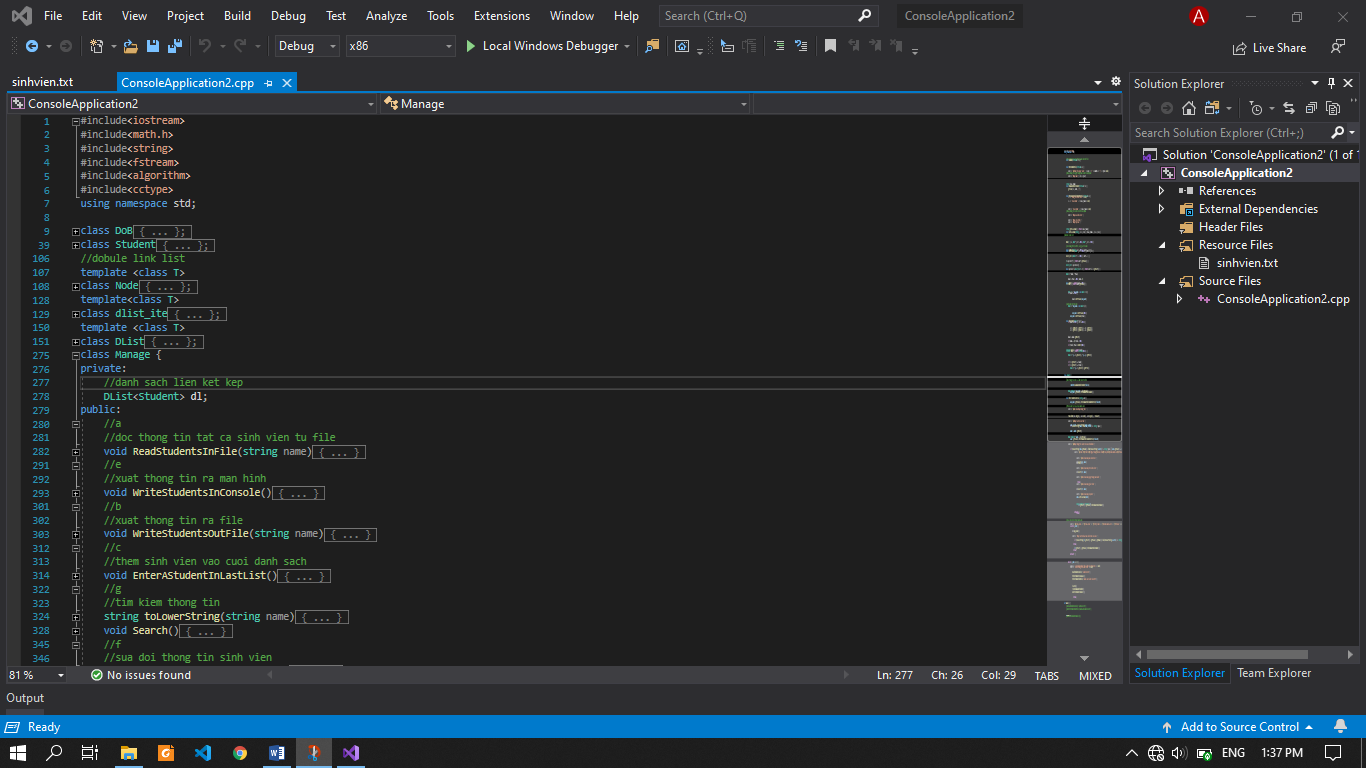 File Edit View Project Build Debug Test Analyze Tools Extensions Window Help Search (Ctrl+Q) ConsoleApplication2 A
Debug x86 Local Windows Debugger Live Share
sinhvien.txt ConsoleApplication2.cpp
ConsoleApplication2 Manage
1 #include<iostream>
2 #include<math.h>
3 #include<string>
4 #include<fstream>
5 #include<algorithm>
6 #include<cctype>
7 using namespace std;
8
9 class DoB{ ... };
39 class Student{ ... };
106 //dobule link list
107 template <class T>
108 class Node{ ... };
128 template<class T>
129 class dlist_ite{ ... };
150 template <class T>
151 class DList{ ... };
275 class Manage {
276 private:
277 //danh sach lien ket kep
278 DList<Student> dl;
279 public:
280 //a
281 //doc thong tin tat ca sinh vien tu file
282 void ReadStudentsInFile(string name){ ... }
291 //e
292 //xuat thong tin ra man hinh
293 void WriteStudentsInConsole(){ ... }
301 //b
302 //xuat thong tin ra file
303 void WriteStudentsOutFile(string name){ ... }
312 //c
313 //them sinh vien vao cuoi danh sach
314 void EnterAStudentInLastList(){ ... }
322 //g
323 //tim kiem thong tin
324 string toLowerString(string name){ ... }
328 void Search(){ ... }
345 //f
346 //sua doi thong tin sinh vien
81 % No issues found Ln: 277 Ch: 26 Col: 29 TABS MIXED
Solution Explorer
Search Solution Explorer (Ctrl+;)
Solution 'ConsoleApplication2' (1 of 1
ConsoleApplication2
References
External Dependencies
Header Files
Resource Files
sinhvien.txt
Source Files
ConsoleApplication2.cpp
Solution Explorer Team Explorer
Output
Ready Add to Source Control
ENG 1:37 PM